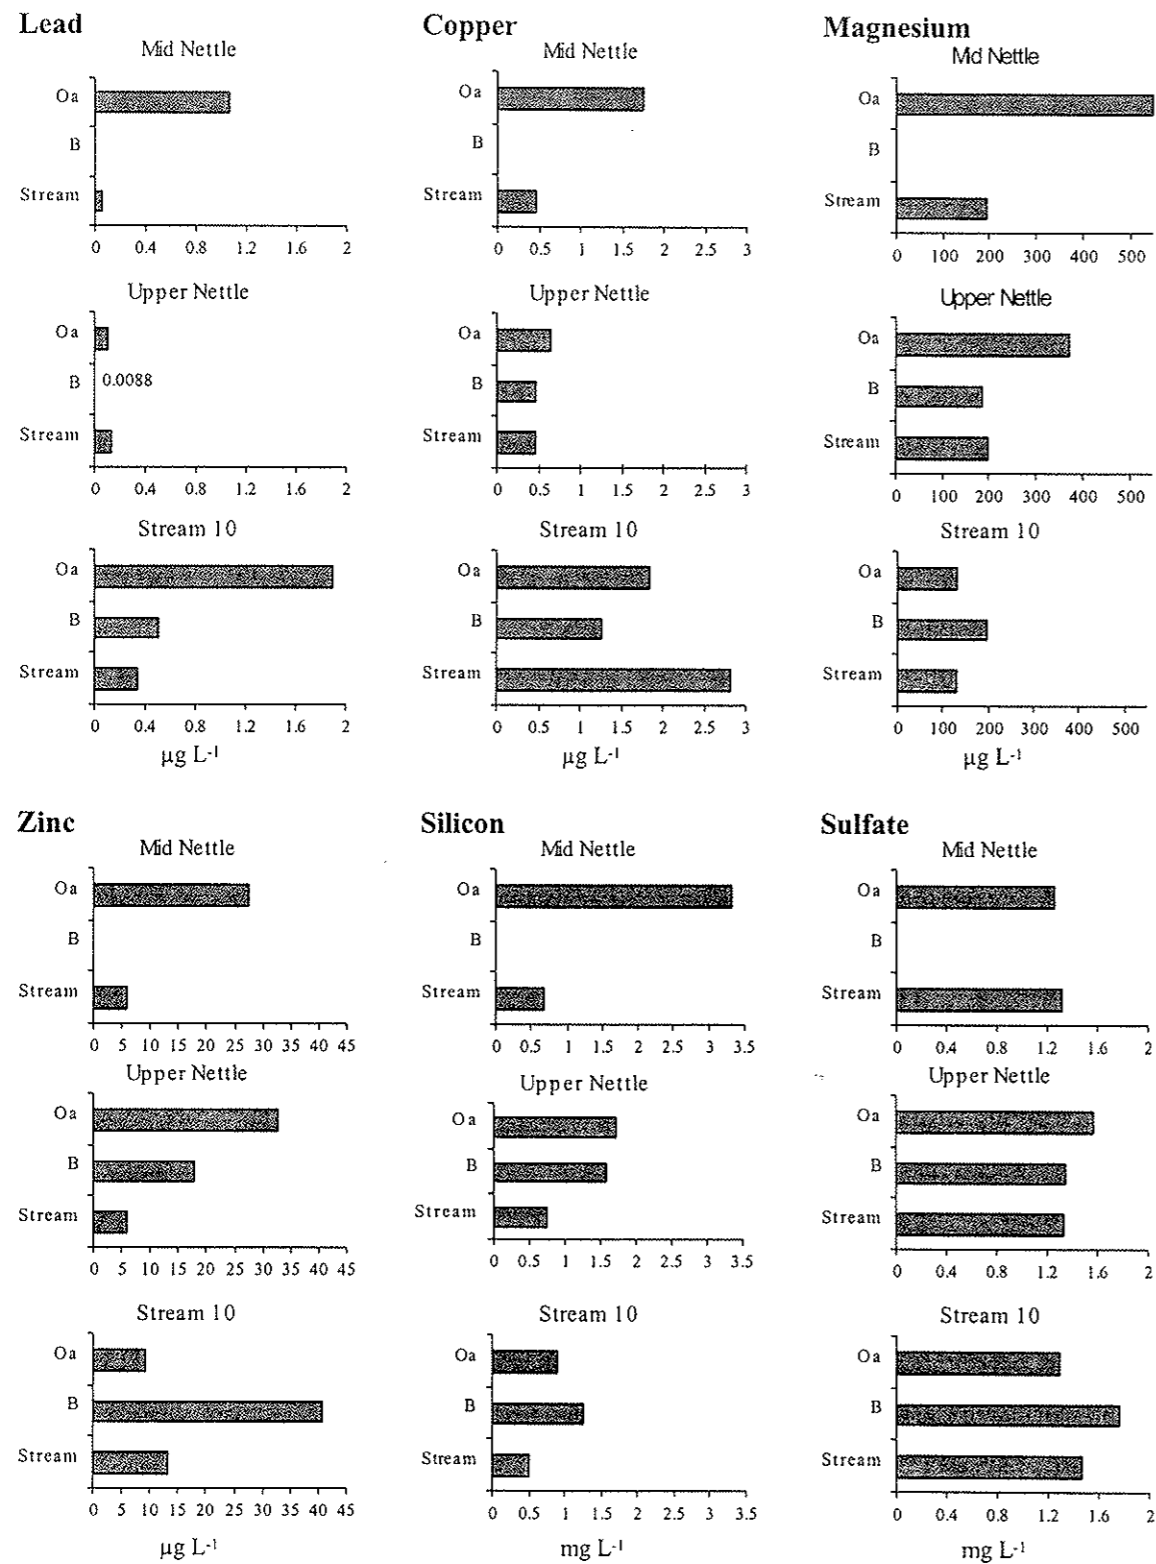 Lead
Mid Nettle
Oa
B
Stream
0 0.4 0.8 1.2 1.6 2
Upper Nettle
Oa
B 0.0088
Stream
0 0.4 0.8 1.2 1.6 2
Stream 10
Oa
B
Stream
0 0.4 0.8 1.2 1.6 2
µg L-1
Copper
Mid Nettle
Oa
B
Stream
0 0.5 1 1.5 2 2.5 3
Upper Nettle
Oa
B
Stream
0 0.5 1 1.5 2 2.5 3
Stream 10
Oa
B
Stream
0 0.5 1 1.5 2 2.5 3
µg L-1
Magnesium
Mid Nettle
Oa
B
Stream
0 100 200 300 400 500
Upper Nettle
Oa
B
Stream
0 100 200 300 400 500
Stream 10
Oa
B
Stream
0 100 200 300 400 500
µg L-1
Zinc
Mid Nettle
Oa
B
Stream
0 5 10 15 20 25 30 35 40 45
Upper Nettle
Oa
B
Stream
0 5 10 15 20 25 30 35 40 45
Stream 10
Oa
B
Stream
0 5 10 15 20 25 30 35 40 45
µg L-1
Silicon
Mid Nettle
Oa
B
Stream
0 0.5 1 1.5 2 2.5 3 3.5
Upper Nettle
Oa
B
Stream
0 0.5 1 1.5 2 2.5 3 3.5
Stream 10
Oa
B
Stream
0 0.5 1 1.5 2 2.5 3 3.5
mg L-1
Sulfate
Mid Nettle
Oa
B
Stream
0 0.4 0.8 1.2 1.6 2
Upper Nettle
Oa
B
Stream
0 0.4 0.8 1.2 1.6 2
Stream 10
Oa
B
Stream
0 0.4 0.8 1.2 1.6 2
mg L-1